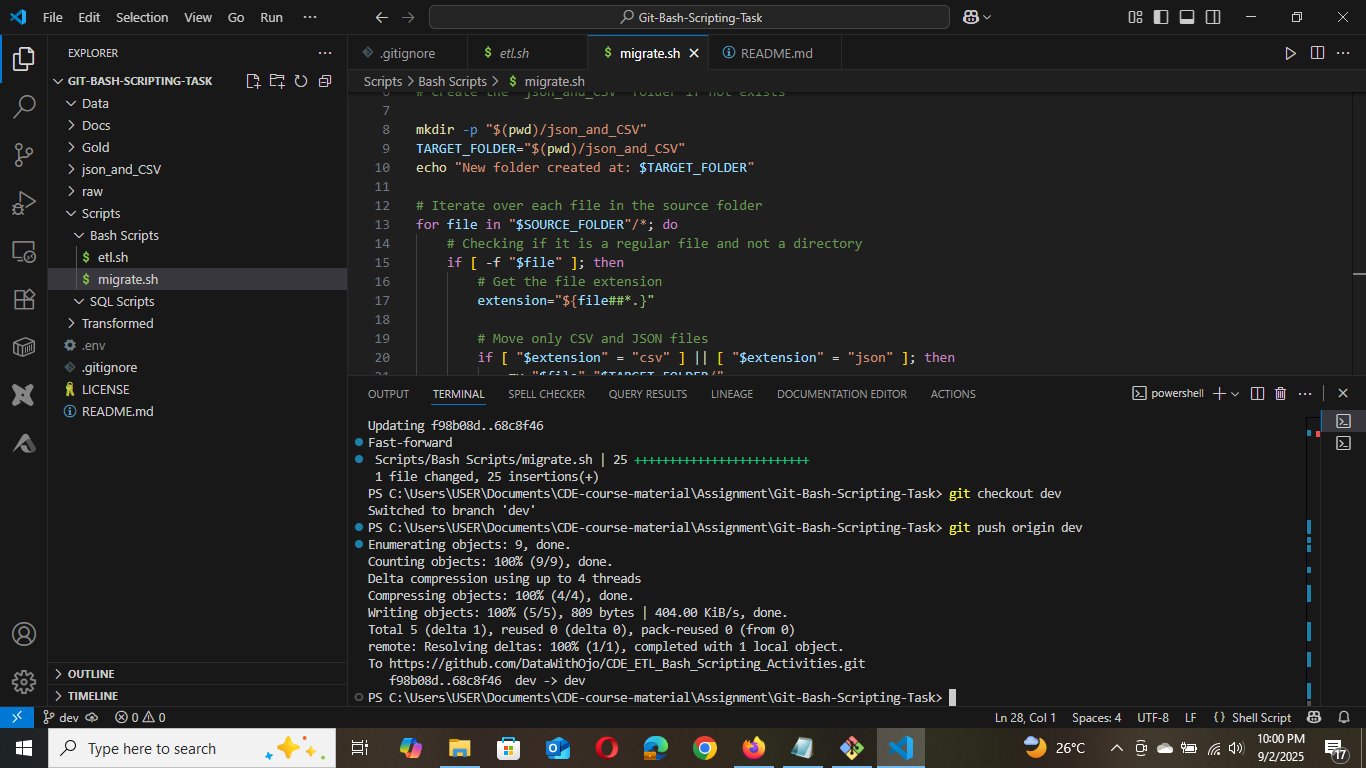 File Edit Selection View Go Run ··· Git-Bash-Scripting-Task
EXPLORER
GIT-BASH-SCRIPTING-TASK
Data
Docs
Gold
json_and_CSV
raw
Scripts
Bash Scripts
etl.sh
migrate.sh
SQL Scripts
Transformed
.env
.gitignore
LICENSE
README.md
OUTLINE
TIMELINE
.gitignore etl.sh migrate.sh README.md
Scripts > Bash Scripts > $ migrate.sh
6 # Create the "json_and_CSV" folder if not exists
7
8 mkdir -p "$(pwd)/json_and_CSV"
9 TARGET_FOLDER="$(pwd)/json_and_CSV"
10 echo "New folder created at: $TARGET_FOLDER"
11
12 # Iterate over each file in the source folder
13 for file in "$SOURCE_FOLDER"/*; do
14 # Checking if it is a regular file and not a directory
15 if [ -f "$file" ]; then
16 # Get the file extension
17 extension="${file##*.}"
18
19 # Move only CSV and JSON files
20 if [ "$extension" = "csv" ] || [ "$extension" = "json" ]; then
21 mv "$file" "$TARGET_FOLDER/"
OUTPUT TERMINAL SPELL CHECKER QUERY RESULTS LINEAGE DOCUMENTATION EDITOR ACTIONS powershell
Updating f98b08d..68c8f46
Fast-forward
Scripts/Bash Scripts/migrate.sh | 25 +++++++++++++++++++++++++
1 file changed, 25 insertions(+)
PS C:\Users\USER\Documents\CDE-course-material\Assignment\Git-Bash-Scripting-Task> git checkout dev
Switched to branch 'dev'
PS C:\Users\USER\Documents\CDE-course-material\Assignment\Git-Bash-Scripting-Task> git push origin dev
Enumerating objects: 9, done.
Counting objects: 100% (9/9), done.
Delta compression using up to 4 threads
Compressing objects: 100% (4/4), done.
Writing objects: 100% (5/5), 809 bytes | 404.00 KiB/s, done.
Total 5 (delta 1), reused 0 (delta 0), pack-reused 0 (from 0)
remote: Resolving deltas: 100% (1/1), completed with 1 local object.
To https://github.com/DataWithOjo/CDE_ETL_Bash_Scripting_Activities.git
f98b08d..68c8f46 dev -> dev
PS C:\Users\USER\Documents\CDE-course-material\Assignment\Git-Bash-Scripting-Task>
dev 0 0 Ln 28, Col 1 Spaces: 4 UTF-8 LF {} Shell Script
Type here to search 26°C 10:00 PM
9/2/2025 17